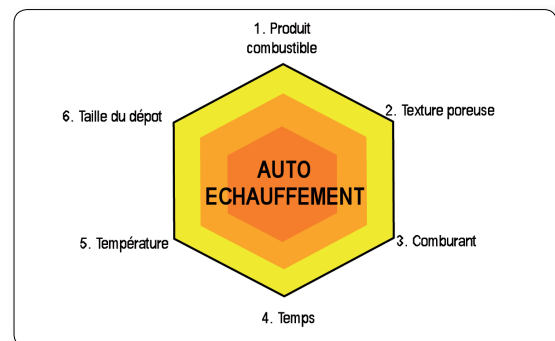 1. Produit
combustible
2. Texture poreuse
3. Comburant
4. Temps
5. Température
6. Taille du dépot
AUTO
ECHAUFFEMENT